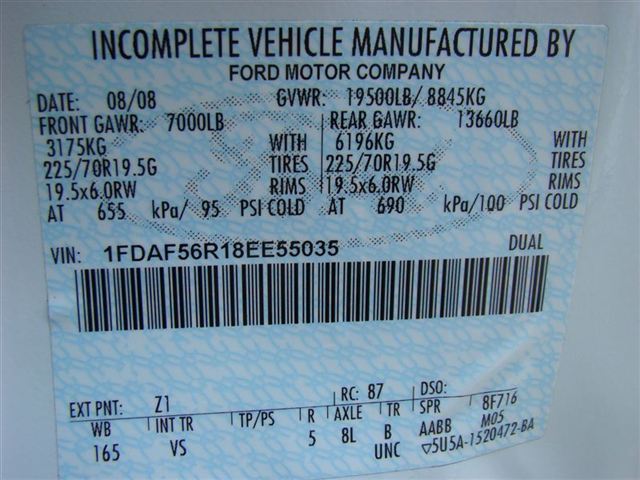 INCOMPLETE VEHICLE MANUFACTURED BY
FORD MOTOR COMPANY
DATE: 08/08 GVWR: 19500LB/ 8845KG
FRONT GAWR: 7000LB REAR GAWR: 13660LB
3175KG WITH 6196KG WITH
225/70R19.5G TIRES 225/70R19.5G TIRES
19.5x6.0RW RIMS 19.5x6.0RW RIMS
AT 655 kPa/ 95 PSI COLD AT 690 kPa/100 PSI COLD
VIN: 1FDAF56R18EE55035 DUAL
EXT PNT: Z1 RC: 87 DSO:
WB INT TR TP/PS R AXLE TR SPR 8F716
165 VS 5 8L B AABB M05
UNC ▽5U5A-1520472-BA